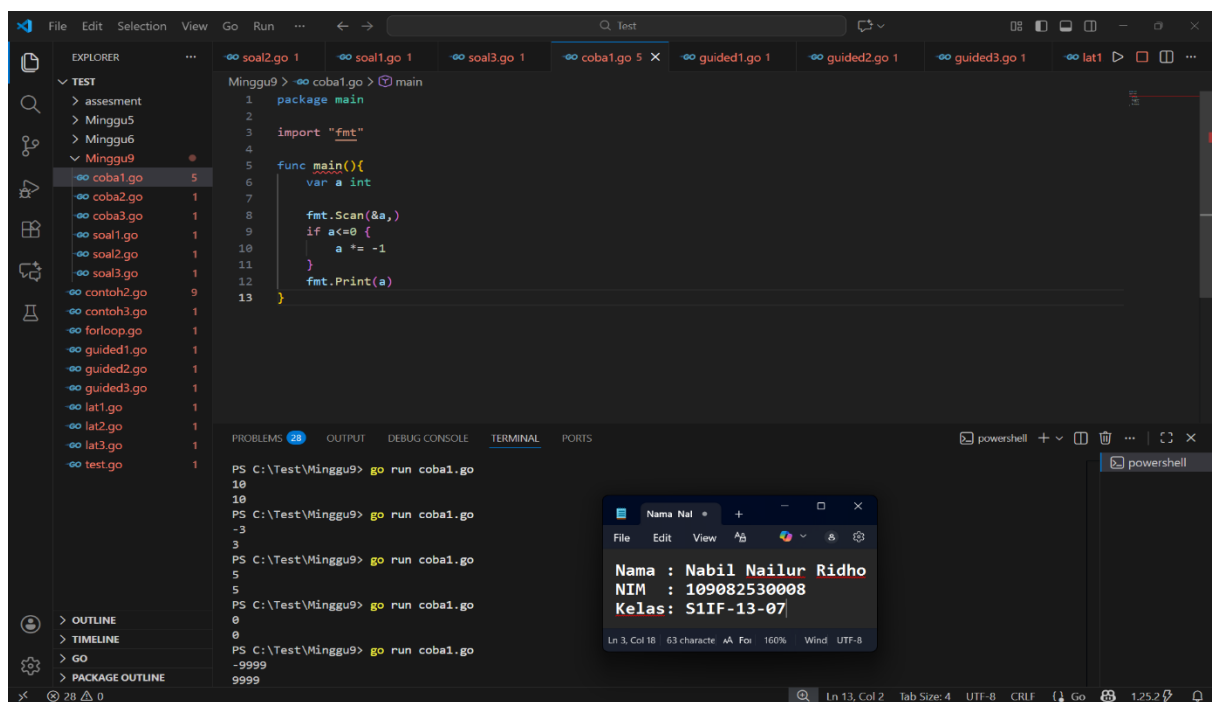 File Edit Selection View Go Run ··· ← → Test
EXPLORER ···
TEST
> assesment
> Minggu5
> Minggu6
Minggu9
coba1.go 5
coba2.go 1
coba3.go 1
soal1.go 1
soal2.go 1
soal3.go 1
contoh2.go 9
contoh3.go 1
forloop.go 1
guided1.go 1
guided2.go 1
guided3.go 1
lat1.go 1
lat2.go 1
lat3.go 1
test.go 1
> OUTLINE
> TIMELINE
> GO
> PACKAGE OUTLINE
soal2.go 1 soal1.go 1 soal3.go 1 coba1.go 5 guided1.go 1 guided2.go 1 guided3.go 1 lat1 ···
Minggu9 > coba1.go > main
1 package main
2
3 import "fmt"
4
5 func main(){
6 var a int
7
8 fmt.Scan(&a,)
9 if a<=0 {
10 a *= -1
11 }
12 fmt.Print(a)
13 }
PROBLEMS 28 OUTPUT DEBUG CONSOLE TERMINAL PORTS powershell
powershell
PS C:\Test\Minggu9> go run coba1.go
10
10
PS C:\Test\Minggu9> go run coba1.go
-3
3
PS C:\Test\Minggu9> go run coba1.go
5
5
PS C:\Test\Minggu9> go run coba1.go
0
0
PS C:\Test\Minggu9> go run coba1.go
-9999
9999
Nama Nal
File Edit View
Nama : Nabil Nailur Ridho
NIM : 109082530008
Kelas: S1IF-13-07
Ln 3, Col 18 63 characte 160% Wind UTF-8
28 0 Ln 13, Col 2 Tab Size: 4 UTF-8 CRLF Go 1.25.2